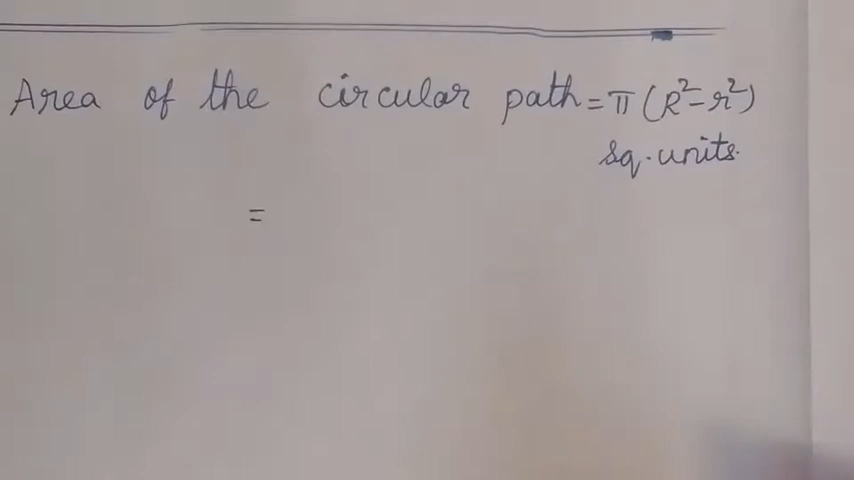 Area of the circular path = π (R² - r²)
sq. units.
=